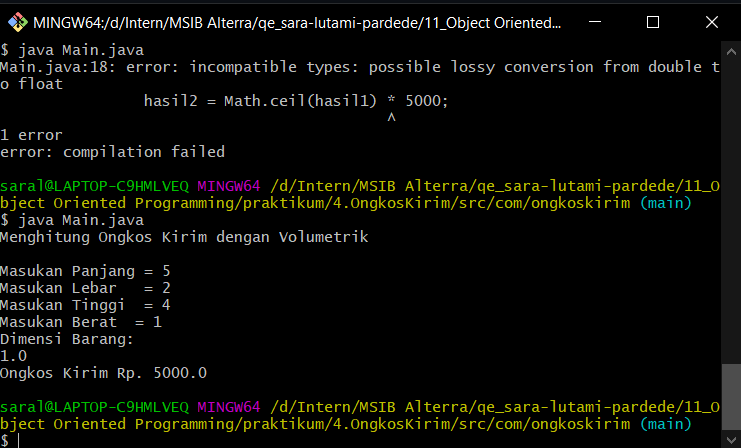 MINGW64:/d/Intern/MSIB Alterra/qe_sara-lutami-pardede/11_Object Oriented...
$ java Main.java
Main.java:18: error: incompatible types: possible lossy conversion from double t
o float
                hasil2 = Math.ceil(hasil1) * 5000;
                                           ^
1 error
error: compilation failed

saral@LAPTOP-C9HMLVEQ MINGW64 /d/Intern/MSIB Alterra/qe_sara-lutami-pardede/11_O
bject Oriented Programming/praktikum/4.OngkosKirim/src/com/ongkoskirim (main)
$ java Main.java
Menghitung Ongkos Kirim dengan Volumetrik

Masukan Panjang = 5
Masukan Lebar   = 2
Masukan Tinggi  = 4
Masukan Berat  = 1
Dimensi Barang:
1.0
Ongkos Kirim Rp. 5000.0

saral@LAPTOP-C9HMLVEQ MINGW64 /d/Intern/MSIB Alterra/qe_sara-lutami-pardede/11_O
bject Oriented Programming/praktikum/4.OngkosKirim/src/com/ongkoskirim (main)
$